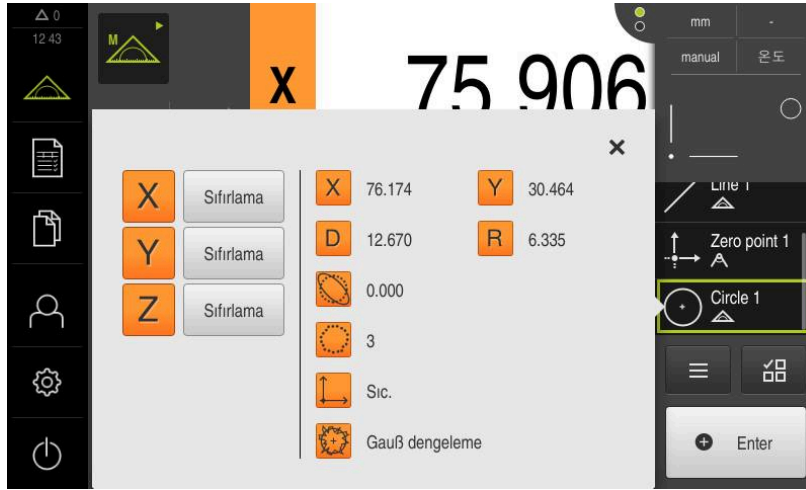 0
12 43
M
X
75.906
mm
-
manual
온도
X
Sıfırlama
Y
Sıfırlama
Z
Sıfırlama
X
76.174
Y
30.464
D
12.670
R
6.335
0.000
3
Sıc.
Gauß dengeleme
Line 1
Zero point 1
Circle 1
Enter